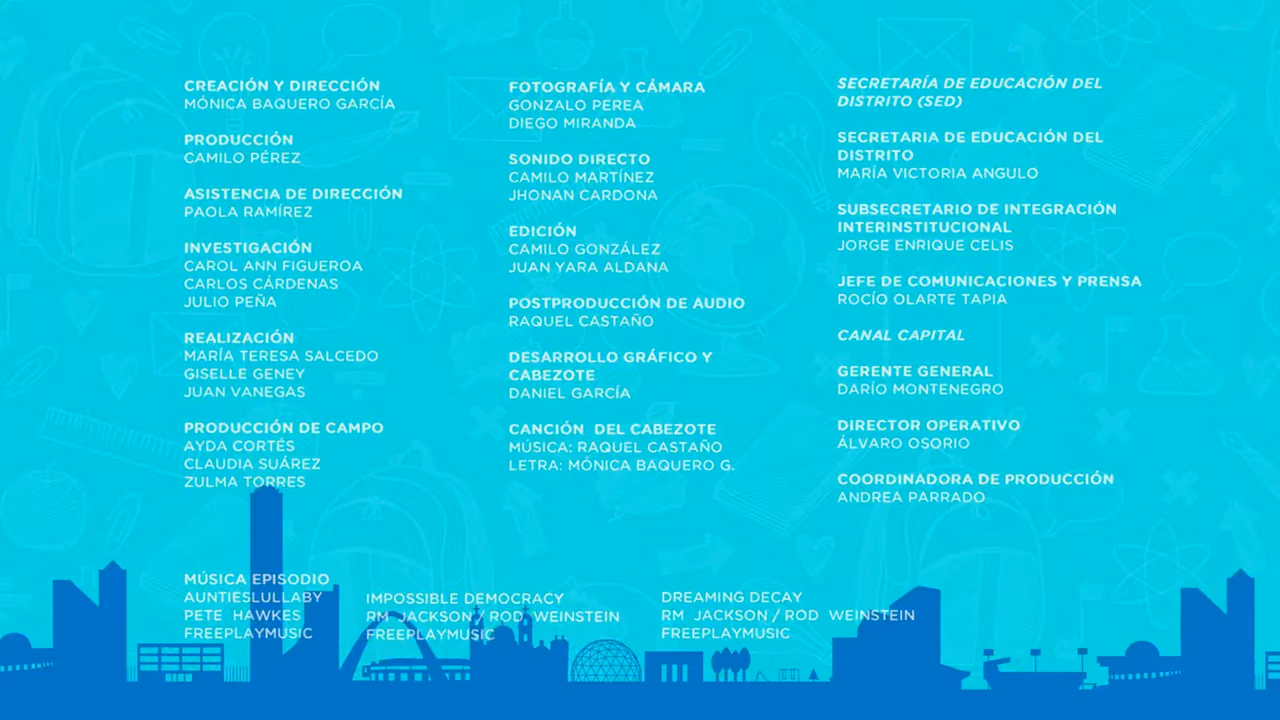 CREACIÓN Y DIRECCIÓN
MÓNICA BAQUERO GARCÍA
PRODUCCIÓN
CAMILO PÉREZ
ASISTENCIA DE DIRECCIÓN
PAOLA RAMÍREZ
INVESTIGACIÓN
CAROL ANN FIGUEROA
CARLOS CÁRDENAS
JULIO PEÑA
REALIZACIÓN
MARÍA TERESA SALCEDO
GISELLE GENEY
JUAN VANEGAS
PRODUCCIÓN DE CAMPO
AYDA CORTÉS
CLAUDIA SUÁREZ
ZULMA TORRES
FOTOGRAFÍA Y CÁMARA
GONZALO PEREA
DIEGO MIRANDA
SONIDO DIRECTO
CAMILO MARTÍNEZ
JHONAN CARDONA
EDICIÓN
CAMILO GONZÁLEZ
JUAN YARA ALDANA
POSTPRODUCCIÓN DE AUDIO
RAQUEL CASTAÑO
DESARROLLO GRÁFICO Y
CABEZOTE
DANIEL GARCÍA
CANCIÓN DEL CABEZOTE
MÚSICA: RAQUEL CASTAÑO
LETRA: MÓNICA BAQUERO G.
SECRETARÍA DE EDUCACIÓN DEL
DISTRITO (SED)
SECRETARIA DE EDUCACIÓN DEL
DISTRITO
MARÍA VICTORIA ANGULO
SUBSECRETARIO DE INTEGRACIÓN
INTERINSTITUCIONAL
JORGE ENRIQUE CELIS
JEFE DE COMUNICACIONES Y PRENSA
ROCÍO OLARTE TAPIA
CANAL CAPITAL
GERENTE GENERAL
DARÍO MONTENEGRO
DIRECTOR OPERATIVO
ÁLVARO OSORIO
COORDINADORA DE PRODUCCIÓN
ANDREA PARRADO
MÚSICA EPISODIO
AUNTIESLULLABY
PETE HAWKES
FREEPLAYMUSIC
IMPOSSIBLE DEMOCRACY
RM JACKSON / ROD WEINSTEIN
FREEPLAYMUSIC
DREAMING DECAY
RM JACKSON / ROD WEINSTEIN
FREEPLAYMUSIC